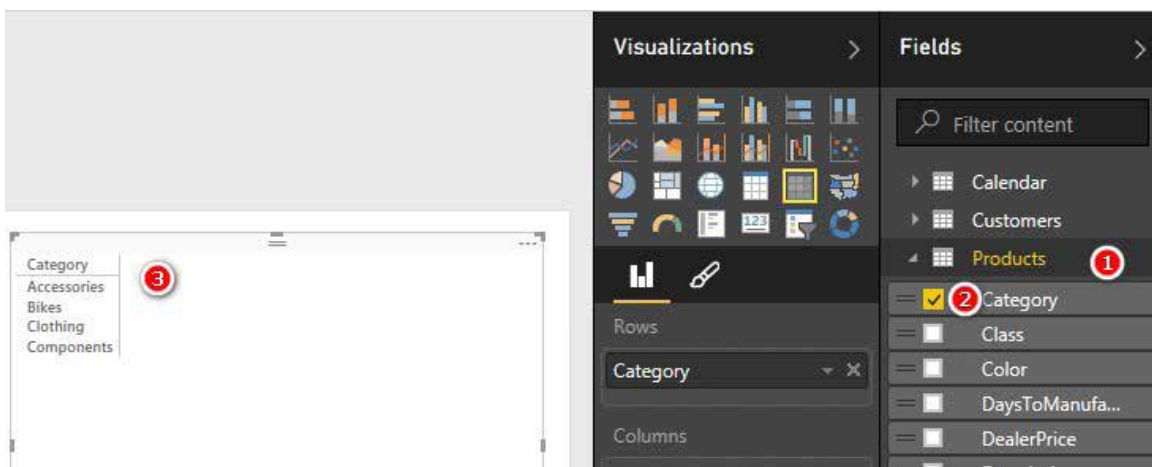 Visualizations
Fields
Filter content
Calendar
Customers
Products
1
2
Category
Class
Color
DaysToManufa...
DealerPrice
123
Rows
Category
Columns
Category
Accessories
Bikes
Clothing
Components
3